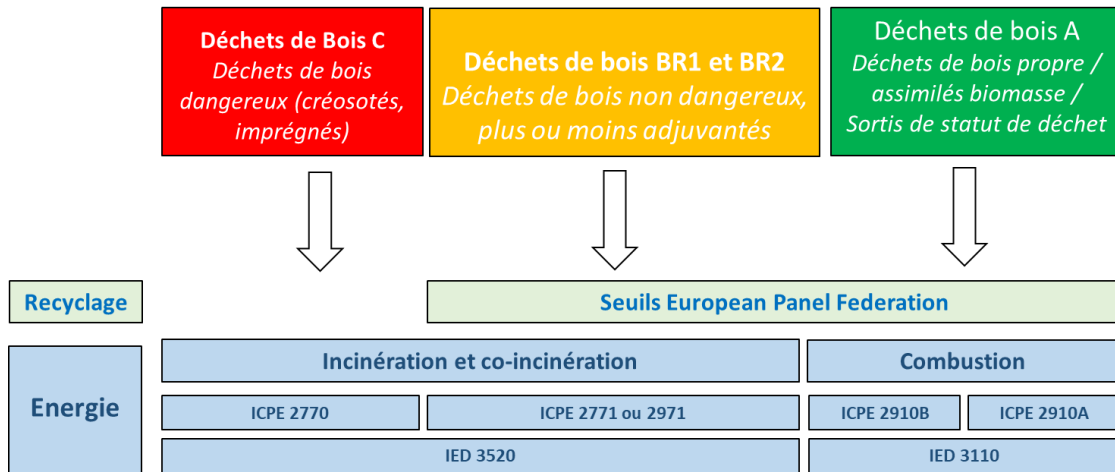 Déchets de Bois C
Déchets de bois
dangereux (créosotés,
imprégnés)
Déchets de bois BR1 et BR2
Déchets de bois non dangereux,
plus ou moins adjuvantés
Déchets de bois A
Déchets de bois propre /
assimilés biomasse /
Sortis de statut de déchet
Recyclage
Seuils European Panel Federation
Energie
Incinération et co-incinération
Combustion
ICPE 2770
ICPE 2771 ou 2971
ICPE 2910B
ICPE 2910A
IED 3520
IED 3110